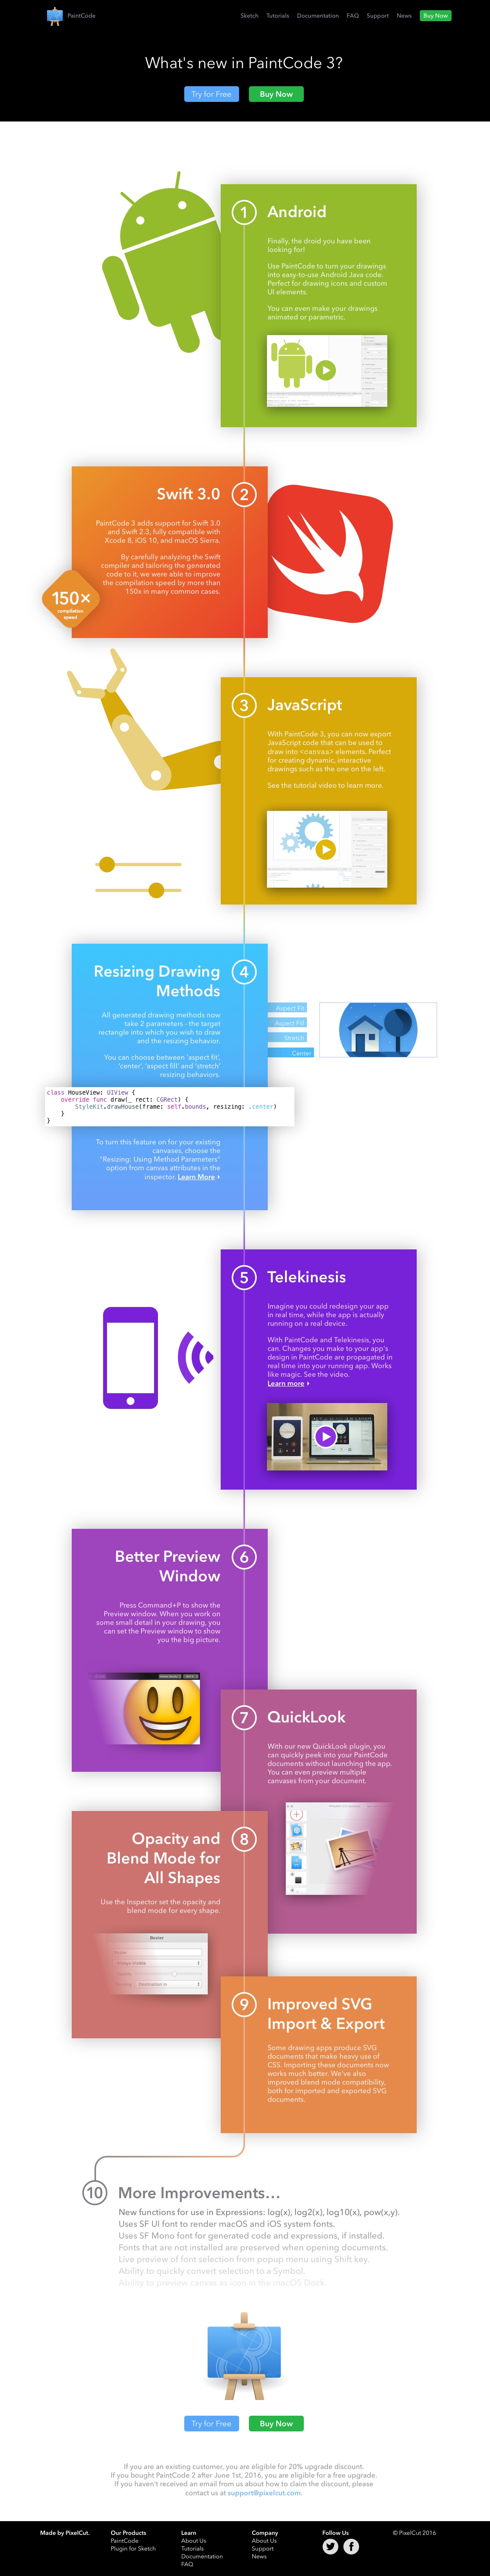 PaintCode
Sketch Tutorials Documentation FAQ Support News Buy Now
What's new in PaintCode 3?
Try for Free Buy Now
1 Android
Finally, the droid you have been
looking for!
Use PaintCode to turn your drawings
into easy-to-use Android Java code.
Perfect for drawing icons and custom
UI elements.
You can even make your drawings
animated or parametric.
Swift 3.0 2
PaintCode 3 adds support for Swift 3.0
and Swift 2.3, fully compatible with
Xcode 8, iOS 10, and macOS Sierra.
By carefully analyzing the Swift
compiler and tailoring the generated
code to it, we were able to improve
the compilation speed by more than
150x in many common cases.
150×
compilation
speed
3 JavaScript
With PaintCode 3, you can now export
JavaScript code that can be used to
draw into <canvas> elements. Perfect
for creating dynamic, interactive
drawings such as the one on the left.
See the tutorial video to learn more.
Resizing Drawing 4
Methods
All generated drawing methods now
take 2 parameters - the target
rectangle into which you wish to draw
and the resizing behavior.
You can choose between 'aspect fit',
'center', 'aspect fill' and 'stretch'
resizing behaviors.
Aspect Fit
Aspect Fill
Stretch
Center
class HouseView: UIView {
override func draw(_ rect: CGRect) {
StyleKit.drawHouse(frame: self.bounds, resizing: .center)
}
}
To turn this feature on for your existing
canvases, choose the
"Resizing: Using Method Parameters"
option from canvas attributes in the
inspector. Learn More
5 Telekinesis
Imagine you could redesign your app
in real time, while the app is actually
running on a real device.
With PaintCode and Telekinesis, you
can. Changes you make to your app's
design in PaintCode are propagated in
real time into your running app. Works
like magic. See the video.
Learn more
Better Preview 6
Window
Press Command+P to show the
Preview window. When you work on
some small detail in your drawing, you
can set the Preview window to show
you the big picture.
7 QuickLook
With our new QuickLook plugin, you
can quickly peek into your PaintCode
documents without launching the app.
You can even preview multiple
canvases from your document.
Opacity and 8
Blend Mode for
All Shapes
Use the Inspector set the opacity and
blend mode for every shape.
Bezier
Destination In
9 Improved SVG
Import & Export
Some drawing apps produce SVG
documents that make heavy use of
CSS. Importing these documents now
works much better. We've also
improved blend mode compatibility,
both for imported and exported SVG
documents.
10 More Improvements...
New functions for use in Expressions: log(x), log2(x), log10(x), pow(x,y).
Uses SF UI font to render macOS and iOS system fonts.
Uses SF Mono font for generated code and expressions, if installed.
Fonts that are not installed are preserved when opening documents.
Live preview of font selection from popup menu using Shift key.
Ability to quickly convert selection to a Symbol.
Ability to preview canvas as icon in the macOS Dock.
Try for Free Buy Now
If you are an existing customer, you are eligible for 20% upgrade discount.
If you bought PaintCode 2 after June 1st, 2016, you are eligible for a free upgrade.
If you haven't received an email from us about how to claim the discount, please
contact us at support@pixelcut.com.
Made by PixelCut. Our Products Learn Company Follow Us © PixelCut 2016
PaintCode About Us About Us
Plugin for Sketch Tutorials Support
Documentation News
FAQ